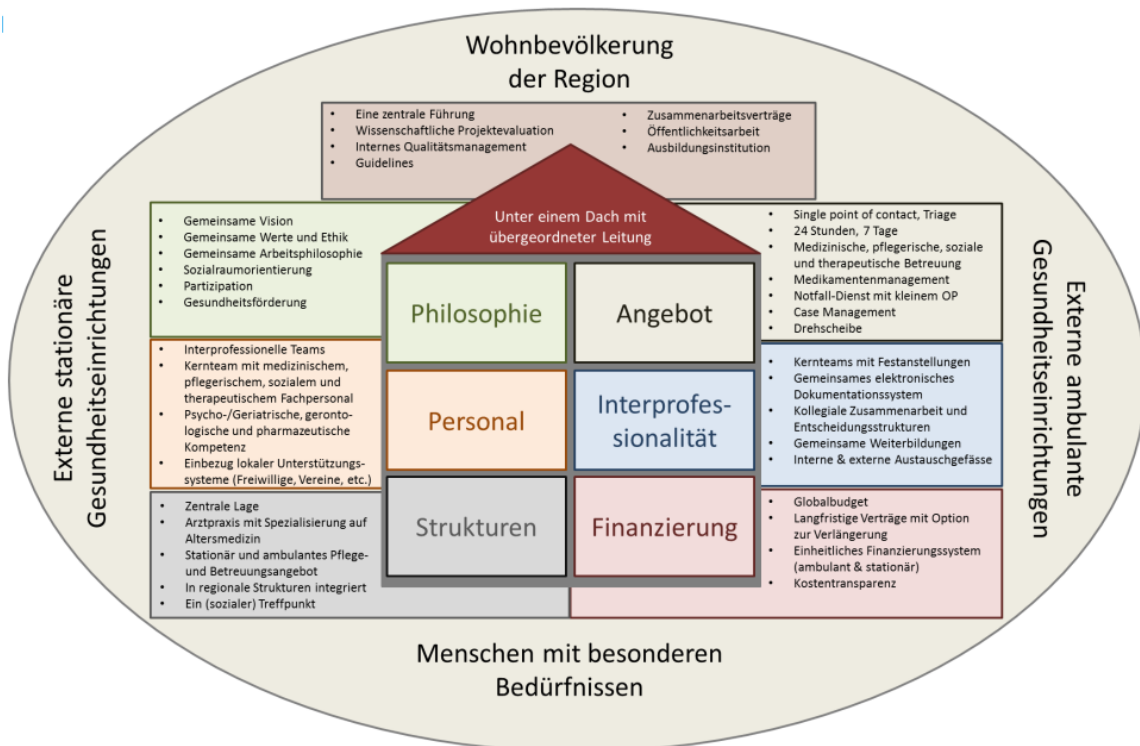 Wohnbevölkerung
der Region
• Eine zentrale Führung
• Wissenschaftliche Projektevaluation
• Internes Qualitätsmanagement
• Guidelines
• Zusammenarbeitsverträge
• Öffentlichkeitsarbeit
• Ausbildungsinstitution
Unter einem Dach mit
übergeordneter Leitung
Externe stationäre
Gesundheitseinrichtungen
• Gemeinsame Vision
• Gemeinsame Werte und Ethik
• Gemeinsame Arbeitsphilosophie
• Sozialraumorientierung
• Partizipation
• Gesundheitsförderung
Philosophie
Angebot
• Single point of contact, Triage
• 24 Stunden, 7 Tage
• Medizinische, pflegerische, soziale
und therapeutische Betreuung
• Medikamentenmanagement
• Notfall-Dienst mit kleinem OP
• Case Management
• Drehscheibe
• Interprofessionelle Teams
• Kernteam mit medizinischem,
pflegerischem, sozialem und
therapeutischem Fachpersonal
• Psycho-/Geriatrische, geronto-
logische und pharmazeutische
Kompetenz
• Einbezug lokaler Unterstützungs-
systeme (Freiwillige, Vereine, etc.)
Personal
Interprofes-
sionalität
• Kernteams mit Festanstellungen
• Gemeinsames elektronisches
Dokumentationssystem
• Kollegiale Zusammenarbeit und
Entscheidungsstrukturen
• Gemeinsame Weiterbildungen
• Interne & externe Austauschgefässe
• Zentrale Lage
• Arztpraxis mit Spezialisierung auf
Altersmedizin
• Stationär und ambulantes Pflege-
und Betreuungsangebot
• In regionale Strukturen integriert
• Ein (sozialer) Treffpunkt
Strukturen
Finanzierung
• Globalbudget
• Langfristige Verträge mit Option
zur Verlängerung
• Einheitliches Finanzierungssystem
(ambulant & stationär)
• Kostentransparenz
Externe ambulante
Gesundheitseinrichtungen
Menschen mit besonderen
Bedürfnissen